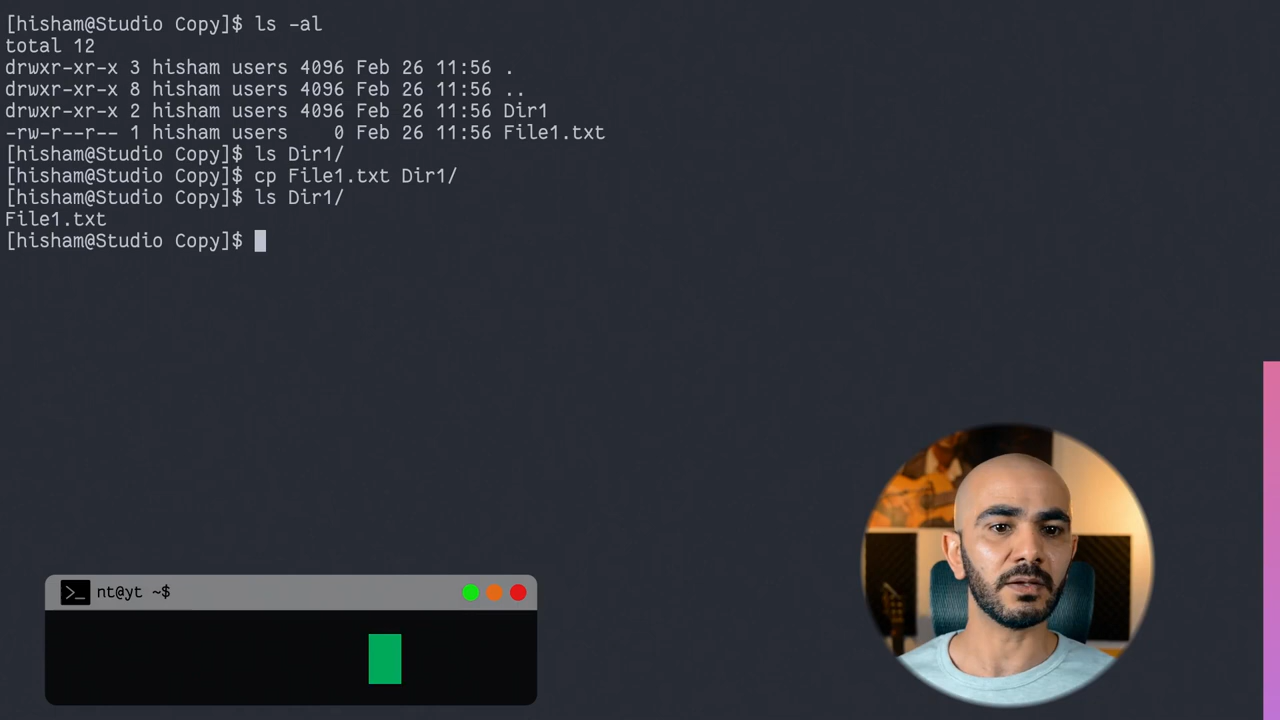 [hisham@Studio Copy]$ ls -al
total 12
drwxr-xr-x 3 hisham users 4096 Feb 26 11:56 .
drwxr-xr-x 8 hisham users 4096 Feb 26 11:56 ..
drwxr-xr-x 2 hisham users 4096 Feb 26 11:56 Dir1
-rw-r--r-- 1 hisham users    0 Feb 26 11:56 File1.txt
[hisham@Studio Copy]$ ls Dir1/
[hisham@Studio Copy]$ cp File1.txt Dir1/
[hisham@Studio Copy]$ ls Dir1/
File1.txt
[hisham@Studio Copy]$
>_ nt@yt ~$